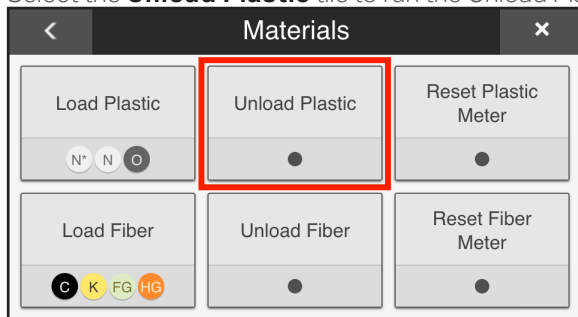 Select the Unload Plastic tile to run the Unload Pla
Materials
Load Plastic
Unload Plastic
Reset Plastic
Meter
N* N O
Load Fiber
Unload Fiber
Reset Fiber
Meter
C K FG HG